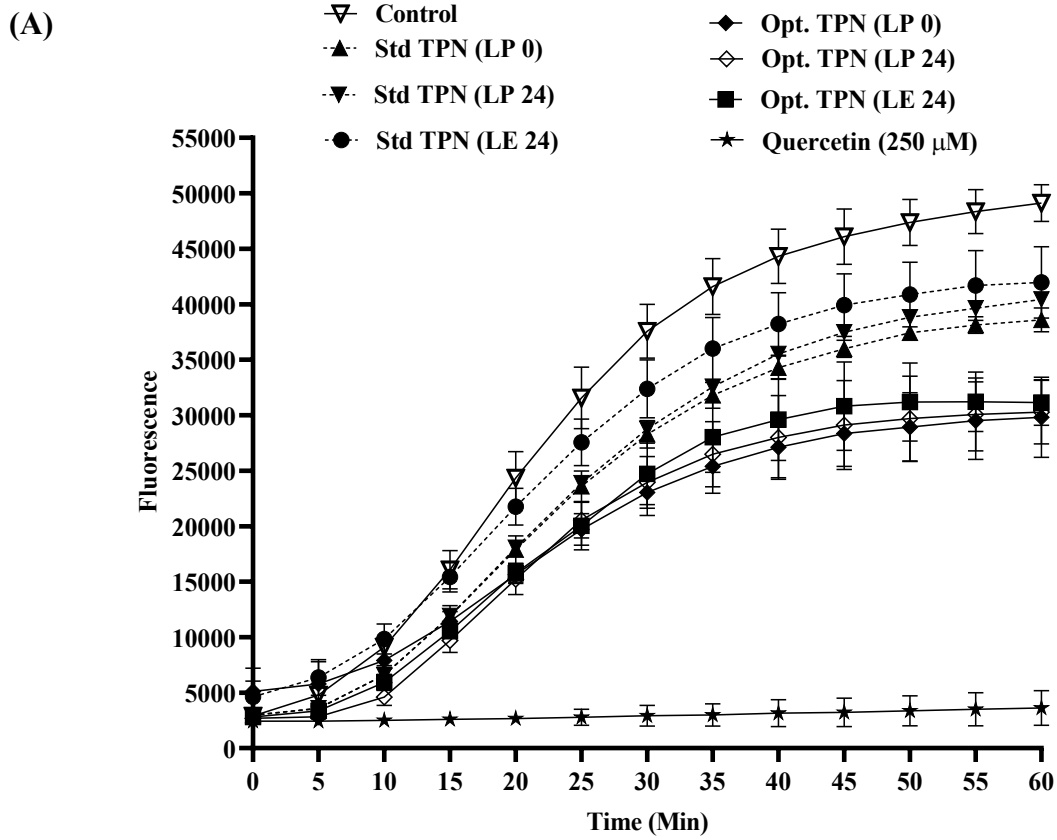 (A)
Control
Std TPN (LP 0)
Std TPN (LP 24)
Std TPN (LE 24)
Opt. TPN (LP 0)
Opt. TPN (LP 24)
Opt. TPN (LE 24)
Quercetin (250 μM)
Fluorescence
55000
50000
45000
40000
35000
30000
25000
20000
15000
10000
5000
0
0 5 10 15 20 25 30 35 40 45 50 55 60
Time (Min)